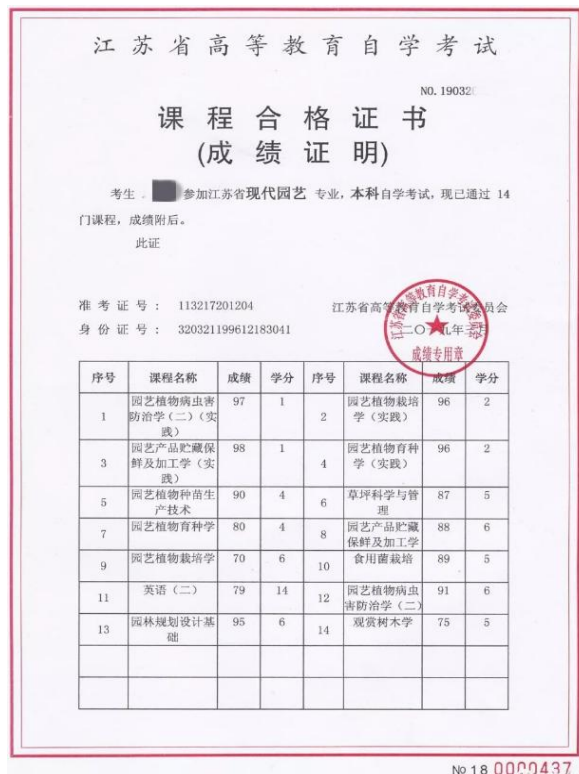 江苏省高等教育自学考试
NO. 19032
课程合格证书
(成绩证明)
考生 参加江苏省现代园艺 专业，本科自学考试，现已通过 14
门课程，成绩附后。
此证
准考证号： 113217201204
江苏省高等教育自学考试委员会
身份证号： 320321199612183041
二〇一九年三月
成绩专用章
序号 课程名称 成绩 学分 序号 课程名称 成绩 学分
1 园艺植物病虫害防治学（二）（实践） 97 1 2 园艺植物栽培学（实践） 96 2
3 园艺产品贮藏保鲜及加工学（实践） 98 1 4 园艺植物育种学（实践） 96 2
5 园艺植物种苗生产技术 90 4 6 草坪科学与管理 87 5
7 园艺植物育种学 80 4 8 园艺产品贮藏保鲜及加工学 88 6
9 园艺植物栽培学 70 6 10 食用菌栽培 89 5
11 英语（二） 79 14 12 园艺植物病虫害防治学（二） 91 6
13 园林规划设计基础 95 6 14 观赏树木学 75 5
No 18 0000437